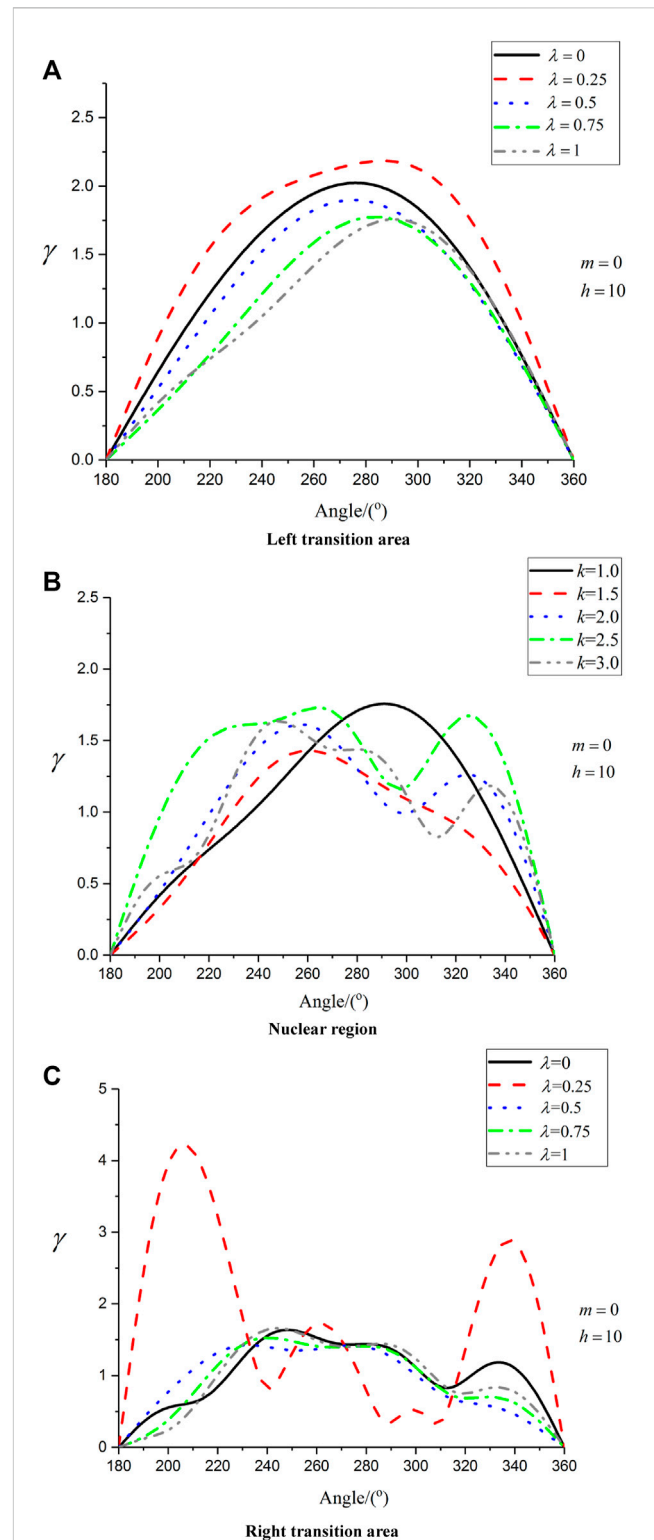 A
λ = 0
λ = 0.25
λ = 0.5
λ = 0.75
λ = 1
2.5
2.0
1.5
1.0
0.5
0.0
γ
m = 0
h = 10
180 200 220 240 260 280 300 320 340 360
Angle/(o)
Left transition area
B
k=1.0
k=1.5
k=2.0
k=2.5
k=3.0
2.5
2.0
1.5
1.0
0.5
0.0
γ
m = 0
h = 10
180 200 220 240 260 280 300 320 340 360
Angle/(o)
Nuclear region
C
λ=0
λ=0.25
λ=0.5
λ=0.75
λ=1
5
4
3
2
1
0
γ
m = 0
h = 10
180 200 220 240 260 280 300 320 340 360
Angle/(o)
Right transition area